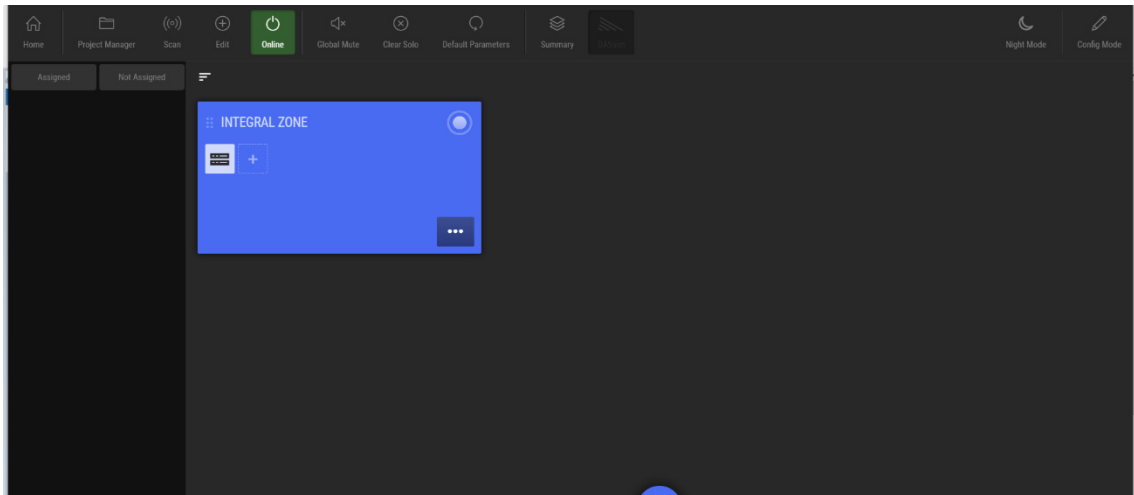 Home
Project Manager
Scan
Edit
Online
Global Mute
Clear Solo
Default Parameters
Summary
Night Mode
Config Mode
Assigned
Not Assigned
INTEGRAL ZONE